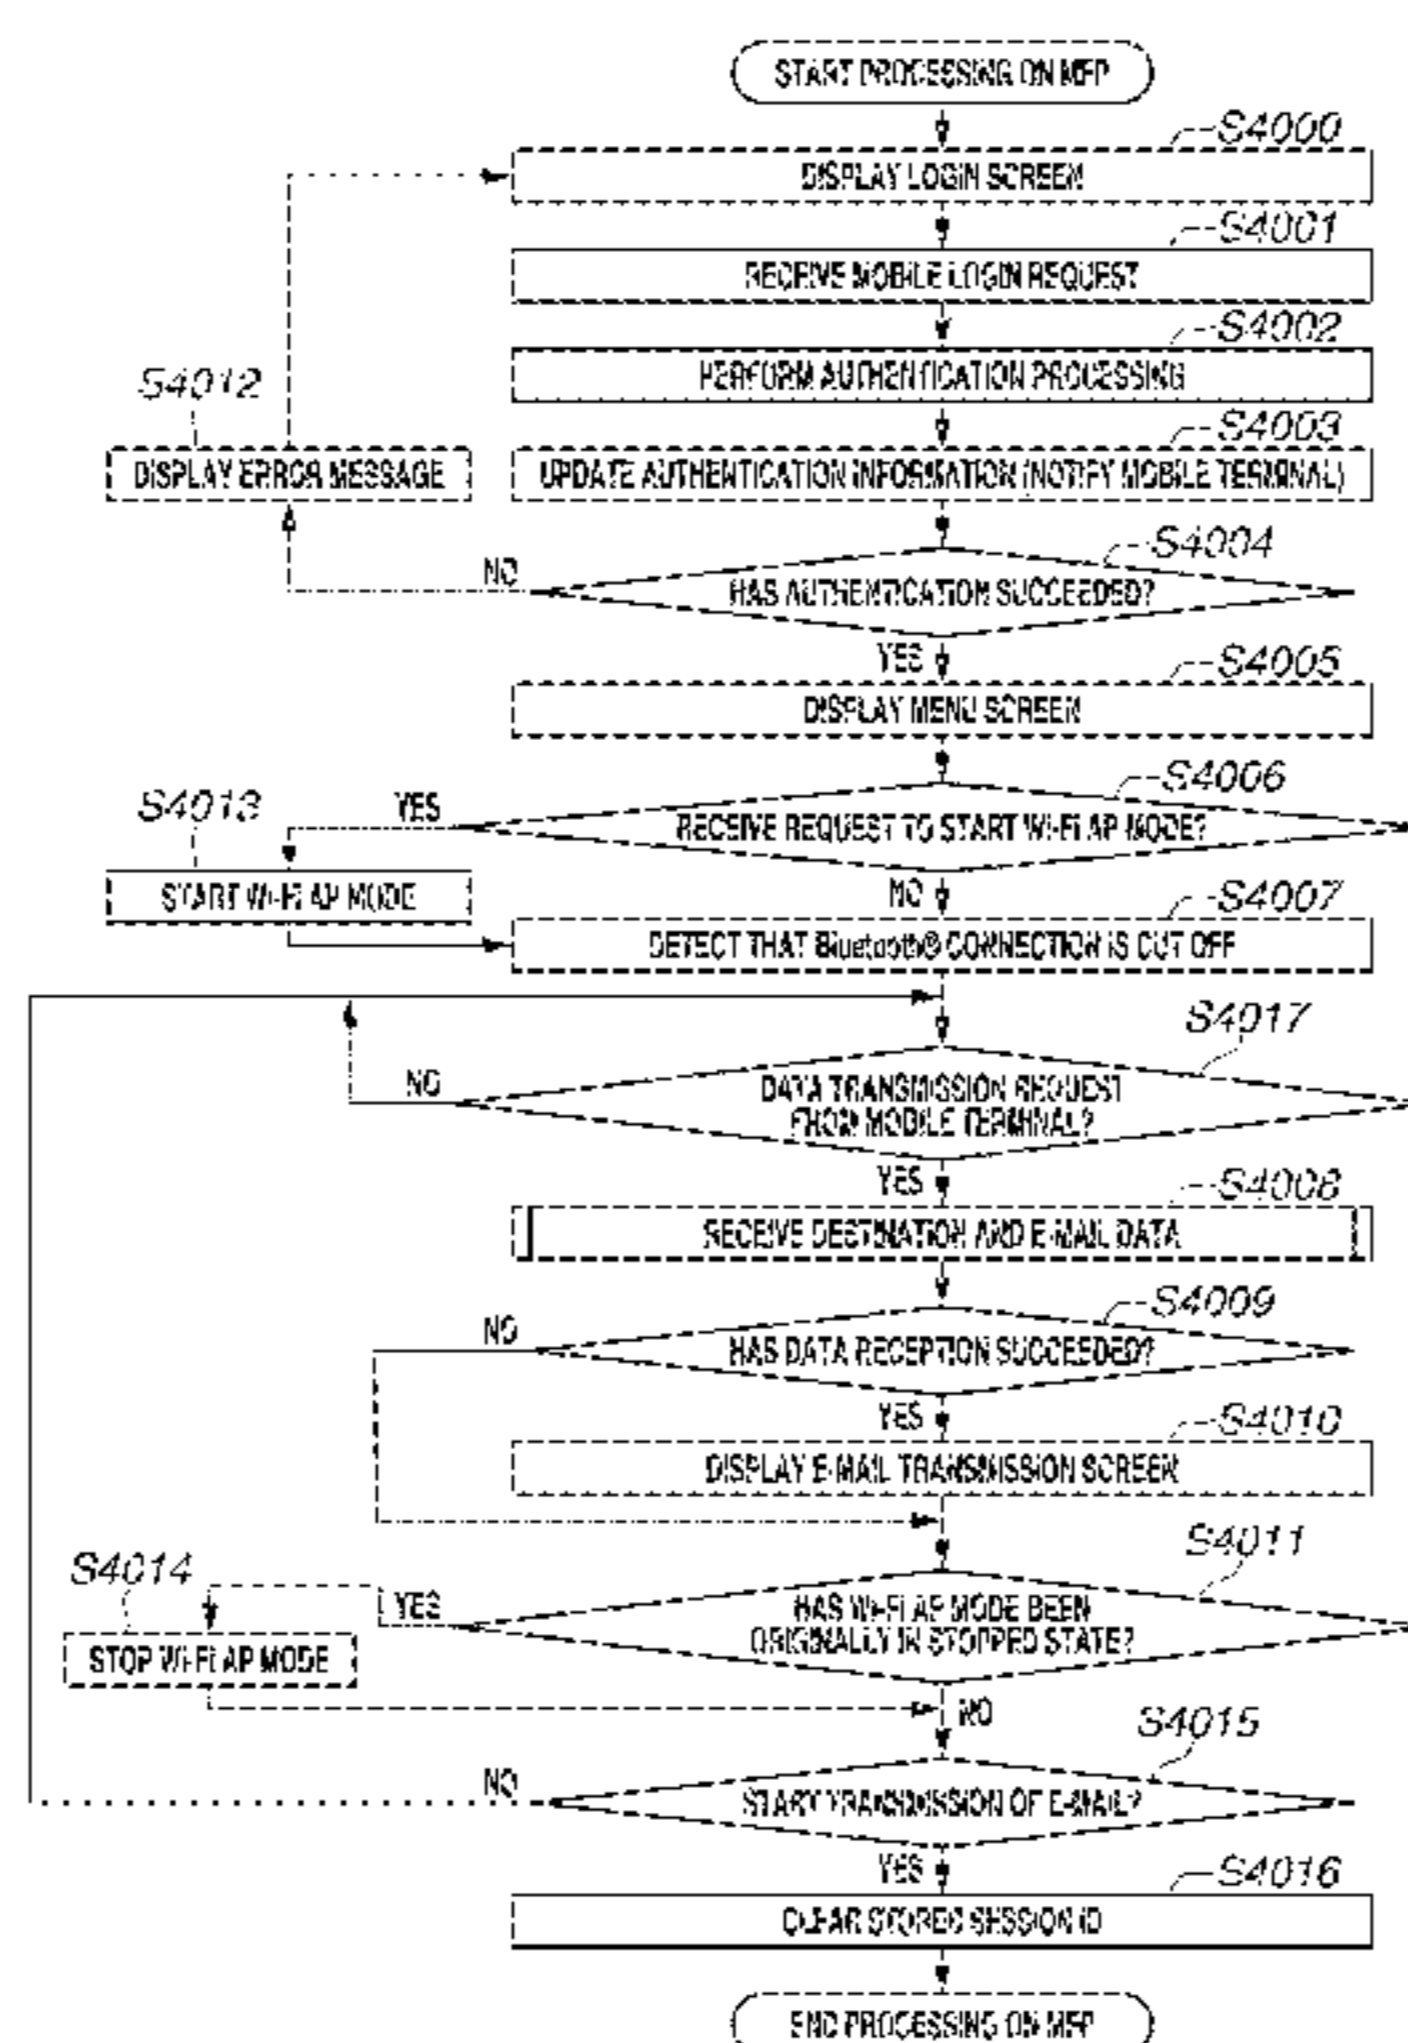 START PROCESSING ON MFP
S4000
DISPLAY LOGIN SCREEN
S4001
RECEIVE MOBILE LOGIN REQUEST
S4002
PERFORM AUTHENTICATION PROCESSING
S4012
S4003
DISPLAY ERROR MESSAGE
UPDATE AUTHENTICATION INFORMATION (NOTIFY MOBILE TERMINAL)
S4004
NO
HAS AUTHENTICATION SUCCEEDED?
YES
S4005
DISPLAY MENU SCREEN
S4006
S4013
YES
RECEIVE REQUEST TO START WI-FI AP MODE?
START WI-FI AP MODE
NO
S4007
DETECT THAT Bluetooth® CONNECTION IS CUT OFF
S4017
NO
DATA TRANSMISSION REQUEST
FROM MOBILE TERMINAL?
YES
S4008
RECEIVE DESTINATION AND E-MAIL DATA
S4009
NO
HAS DATA RECEPTION SUCCEEDED?
YES
S4010
DISPLAY E-MAIL TRANSMISSION SCREEN
S4011
S4014
YES
HAS WI-FI AP MODE BEEN
ORIGINALLY IN STOPPED STATE?
STOP WI-FI AP MODE
NO
S4015
NO
START TRANSMISSION OF E-MAIL?
YES
S4016
CLEAR STORED SESSION ID
END PROCESSING ON MFP